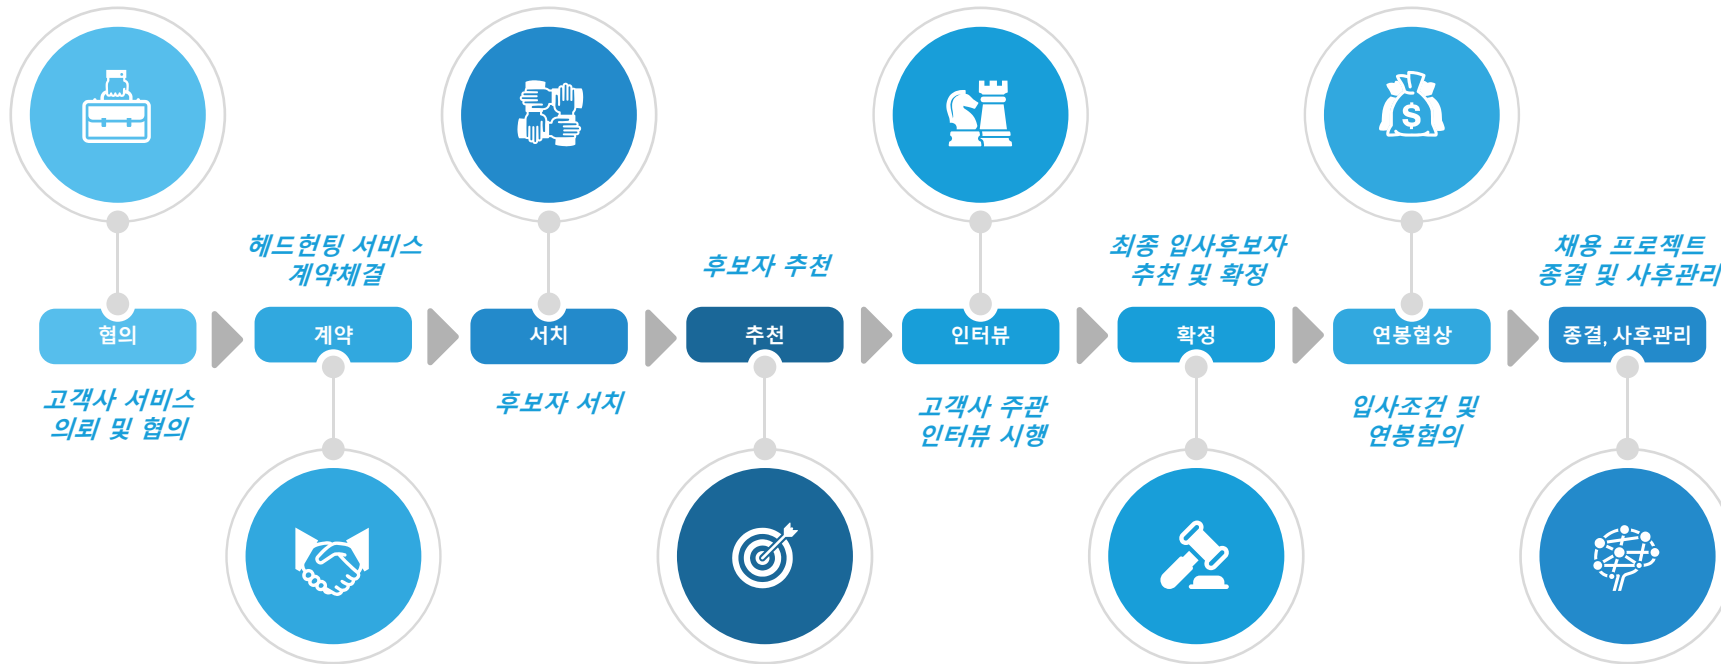 협의
고객사 서비스
의뢰 및 협의
헤드헌팅 서비스
계약체결
계약
서치
후보자 서치
후보자 추천
추천
인터뷰
고객사 주관
인터뷰 시행
최종 입사후보자
추천 및 확정
확정
연봉협상
입사조건 및
연봉협의
채용 프로젝트
종결 및 사후관리
종결, 사후관리
$